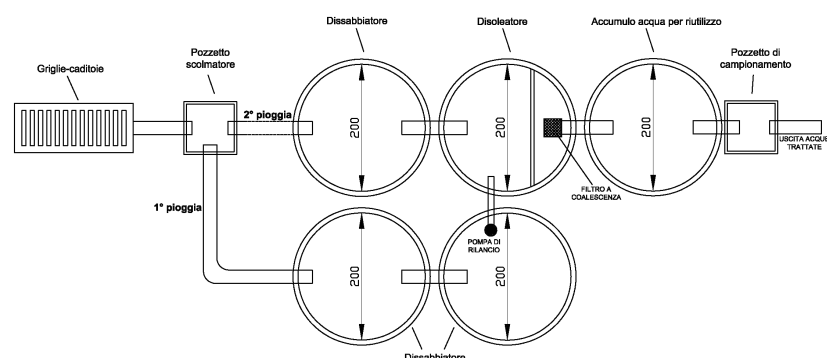 Dissabbiatore
Disoleatore
Accumulo acqua per riutilizzo
Pozzetto
scolmatore
Pozzetto di
campionamento
Griglie-caditoie
2° pioggia
200
200
200
USCITA ACQUE
TRATTATE
FILTRO A
COALESCENZA
1° pioggia
POMPA DI
RILANCIO
200
200
Dissabbiatore